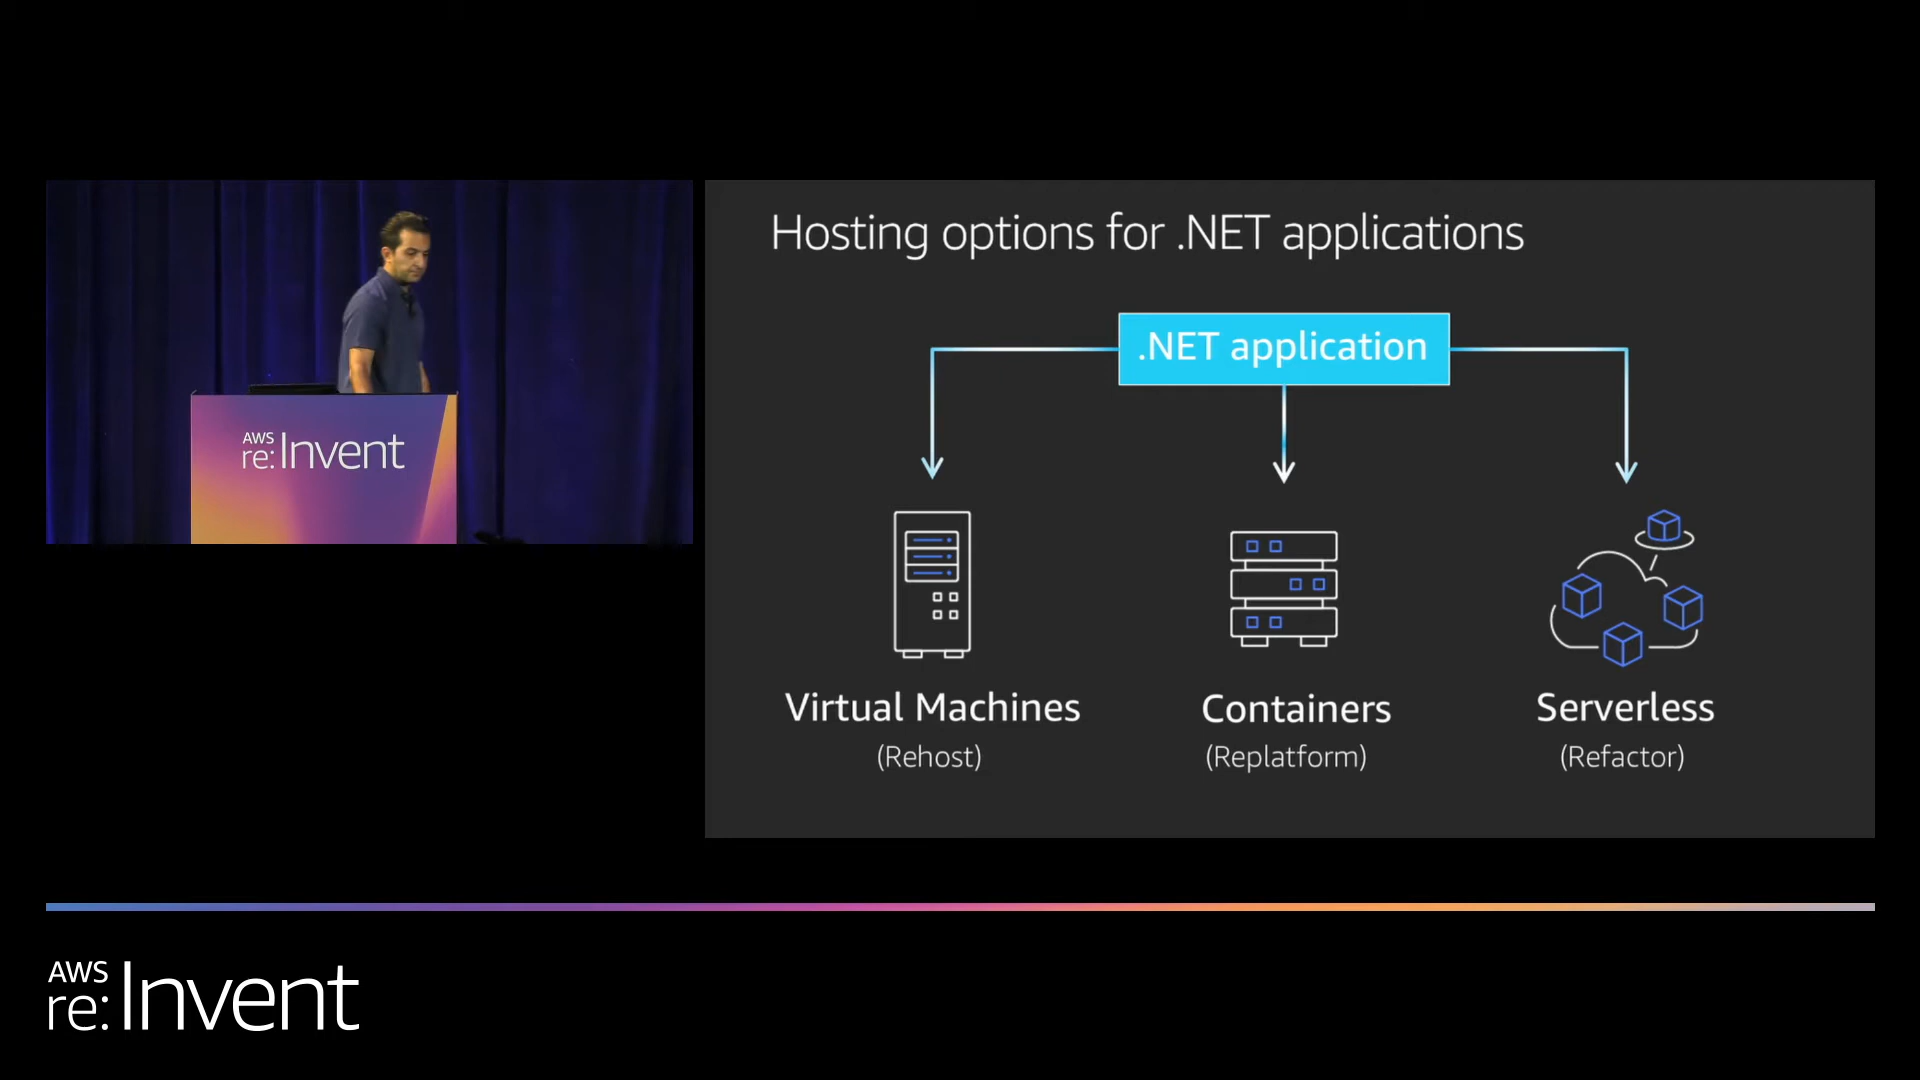 AWS
re:Invent
Hosting options for .NET applications
.NET application
Virtual Machines
(Rehost)
Containers
(Replatform)
Serverless
(Refactor)
AWS
re:Invent